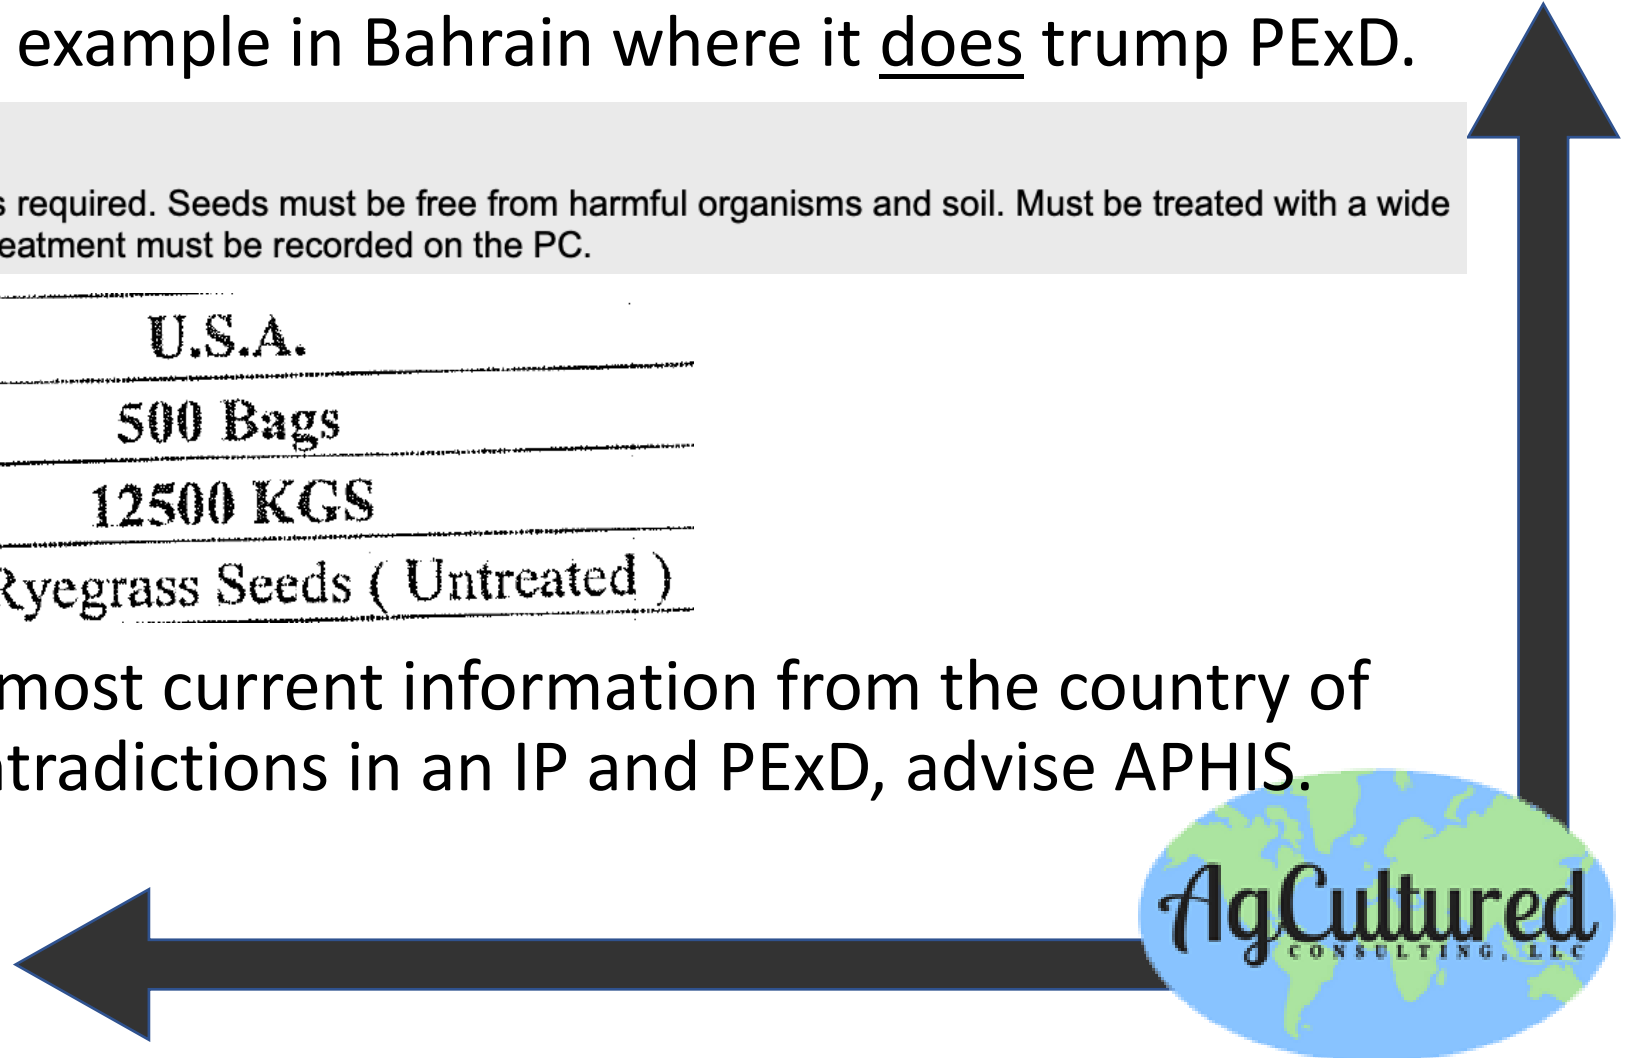 example in Bahrain where it does trump PExD.
required. Seeds must be free from harmful organisms and soil. Must be treated with a wide
eatment must be recorded on the PC.
U.S.A.
500 Bags
12500 KGS
Ryegrass Seeds ( Untreated )
most current information from the country of
tradictions in an IP and PExD, advise APHIS.
AgCultured
CONSULTING, LLC